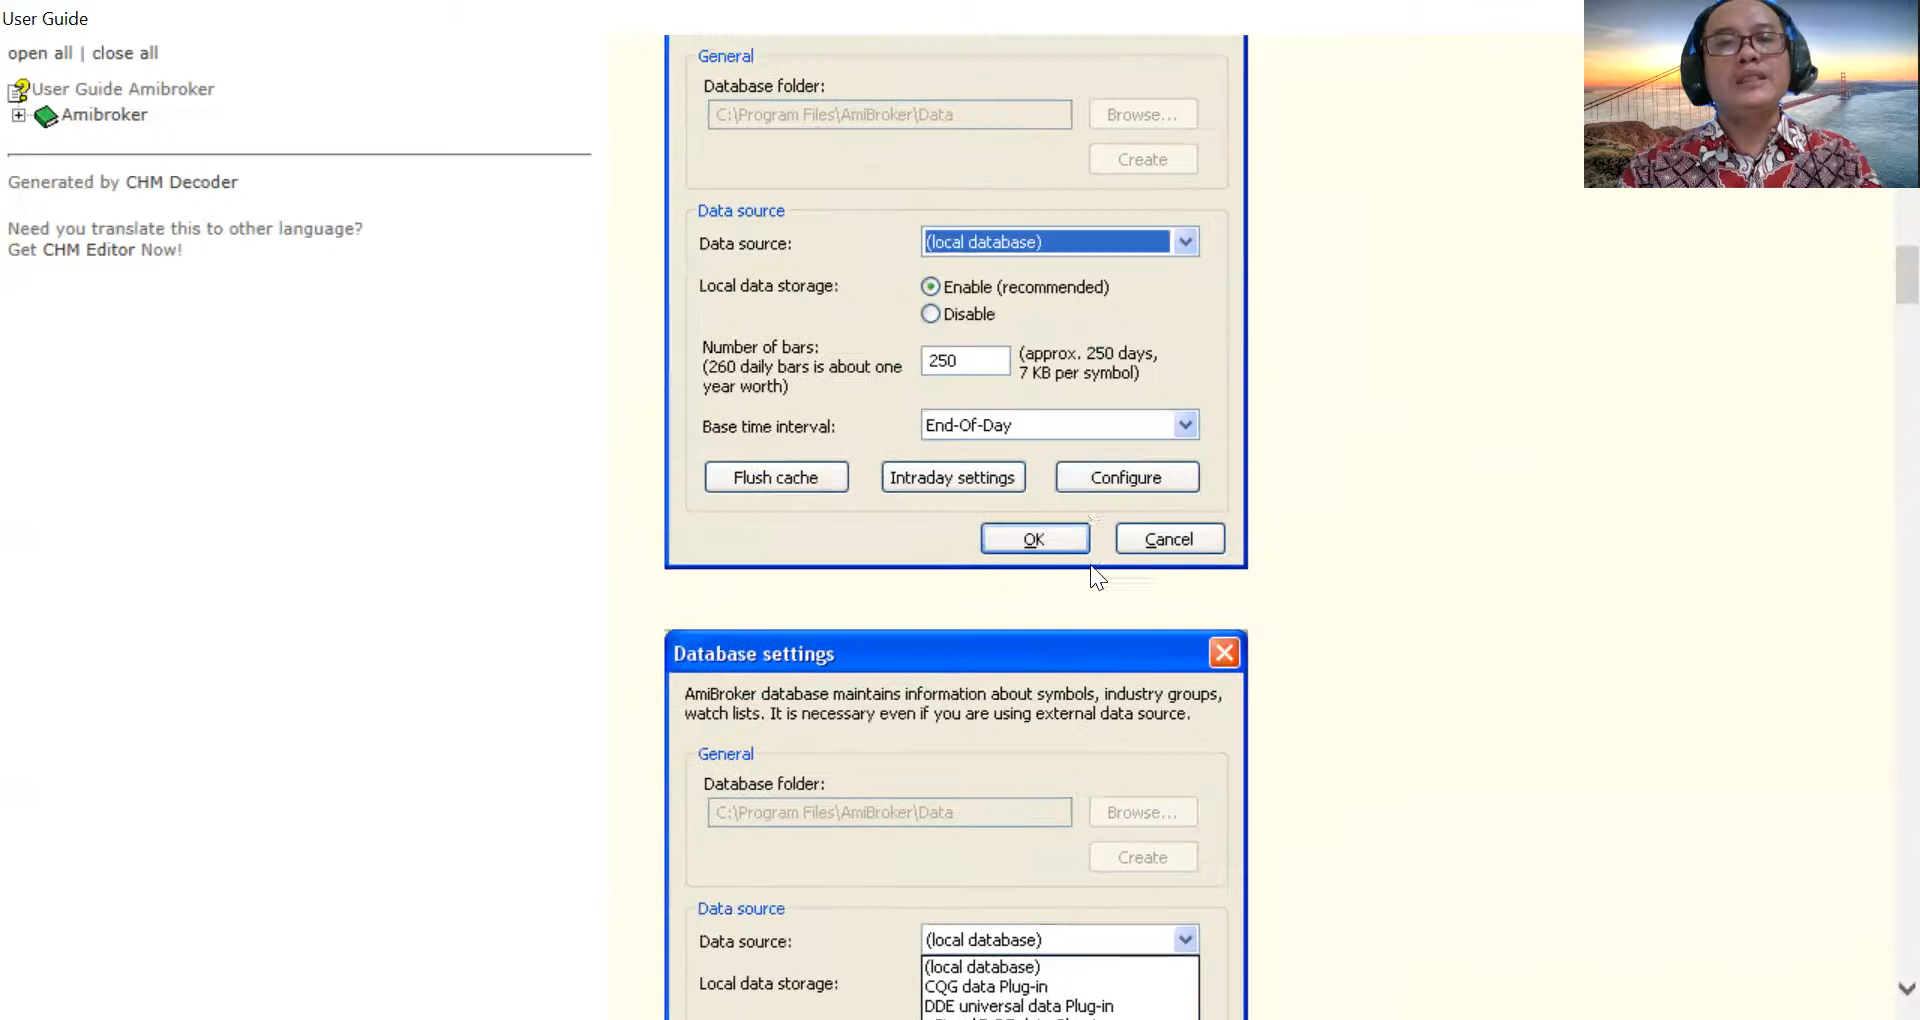 User Guide
open all | close all
User Guide Amibroker
Amibroker
Generated by CHM Decoder
Need you translate this to other language?
Get CHM Editor Now!
General
Database folder:
C:\Program Files\AmiBroker\Data
Browse...
Create
Data source
Data source:
(local database)
Local data storage:
Enable (recommended)
Disable
Number of bars:
(260 daily bars is about one
year worth)
250
(approx. 250 days,
7 KB per symbol)
Base time interval:
End-Of-Day
Flush cache
Intraday settings
Configure
OK
Cancel
Database settings
AmiBroker database maintains information about symbols, industry groups,
watch lists. It is necessary even if you are using external data source.
General
Database folder:
C:\Program Files\AmiBroker\Data
Browse...
Create
Data source
Data source:
(local database)
Local data storage:
(local database)
CQG data Plug-in
DDE universal data Plug-in